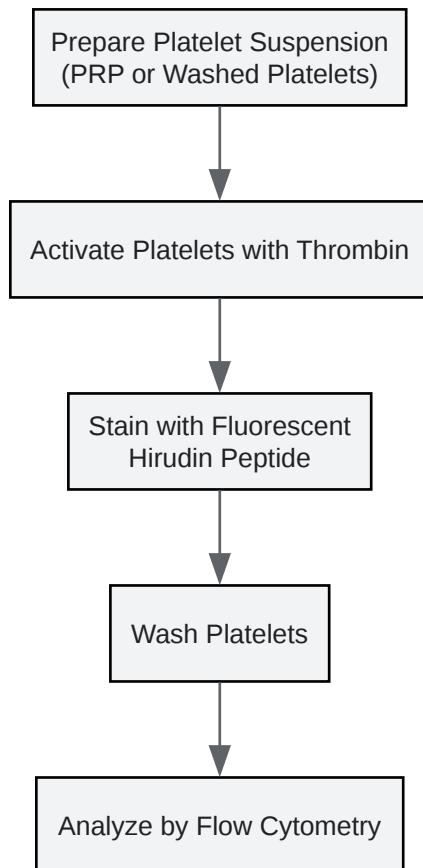 Prepare Platelet Suspension
(PRP or Washed Platelets)
Activate Platelets with Thrombin
Stain with Fluorescent
Hirudin Peptide
Wash Platelets
Analyze by Flow Cytometry